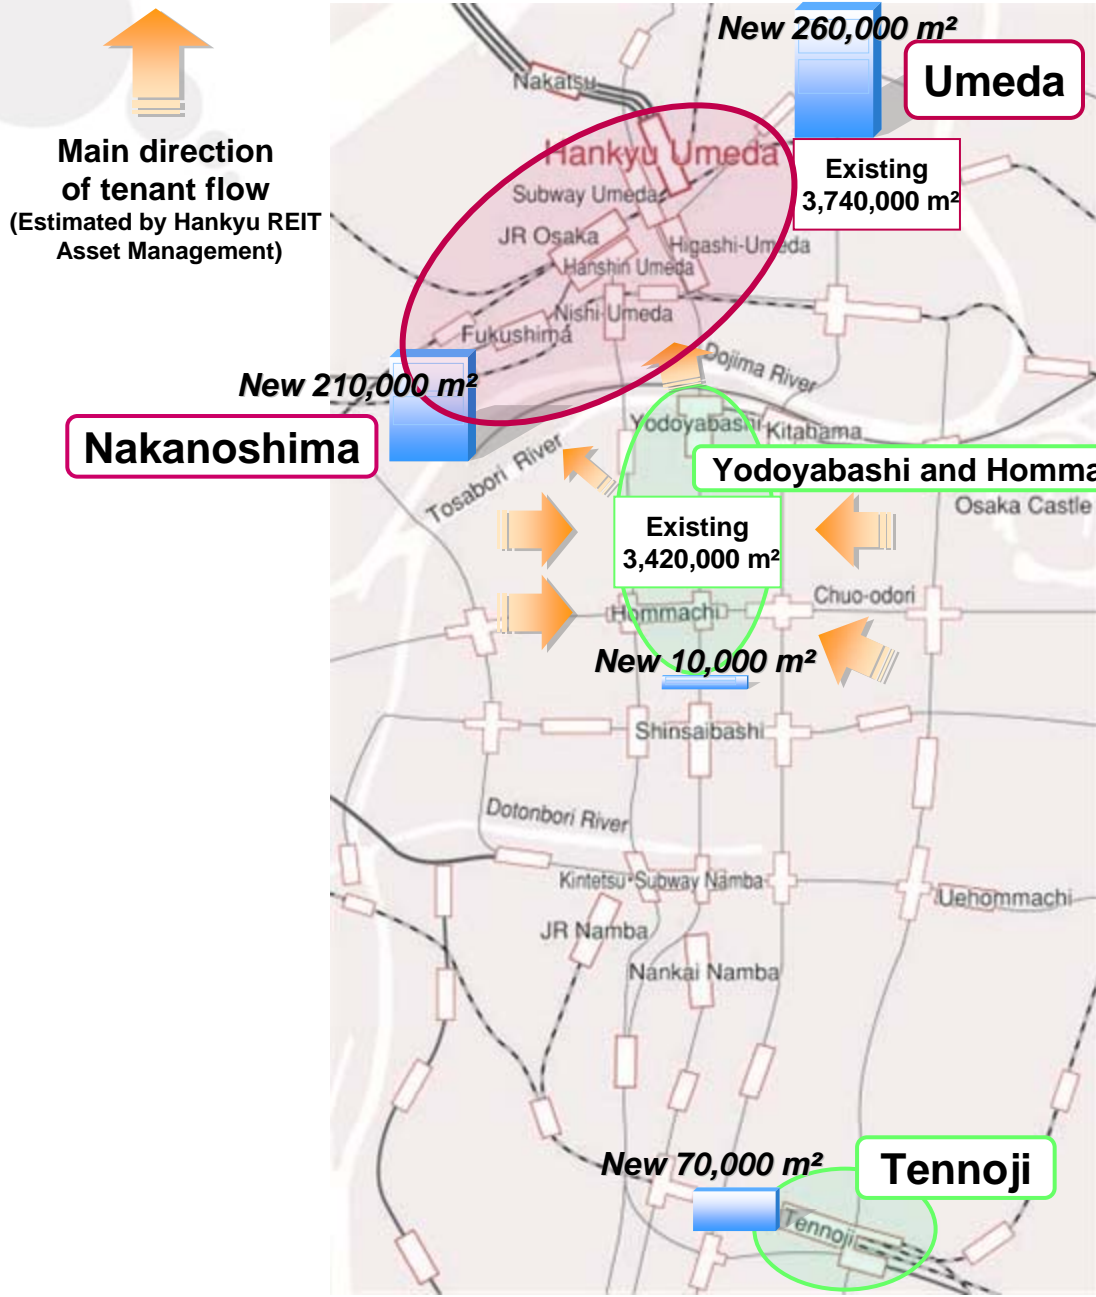 New 260,000 m²
Umeda
Nakatsu
Main direction
of tenant flow
(Estimated by Hankyu REIT
Asset Management)
Hankyu Umeda
Existing
3,740,000 m²
Subway Umeda
JR Osaka
Higashi-Umeda
Hanshin Umeda
Nishi-Umeda
Fukushima
Dojima River
New 210,000 m²
Nakanoshima
Yodoyabashi
Kitahama
Tosabori River
Yodoyabashi and Homma
Osaka Castle
Existing
3,420,000 m²
Chuo-odori
Hommachi
New 10,000 m²
Shinsaibashi
Dotonbori River
Kintetsu·Subway Namba
Uehommachi
JR Namba
Nankai Namba
New 70,000 m²
Tennoji
Tennoji